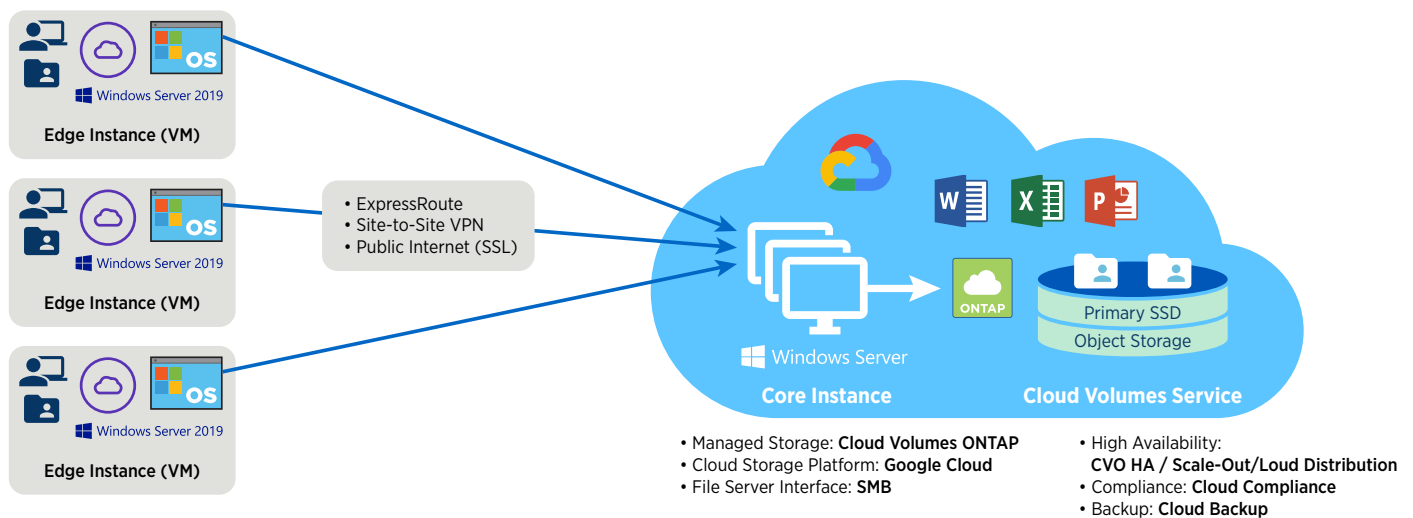 OS
Windows Server 2019
Edge Instance (VM)
OS
Windows Server 2019
Edge Instance (VM)
OS
Windows Server 2019
Edge Instance (VM)
• ExpressRoute
• Site-to-Site VPN
• Public Internet (SSL)
W
X
P
ONTAP
Primary SSD
Object Storage
Windows Server
Core Instance
Cloud Volumes Service
• Managed Storage: Cloud Volumes ONTAP
• Cloud Storage Platform: Google Cloud
• File Server Interface: SMB
• High Availability:
CVO HA / Scale-Out/Loud Distribution
• Compliance: Cloud Compliance
• Backup: Cloud Backup